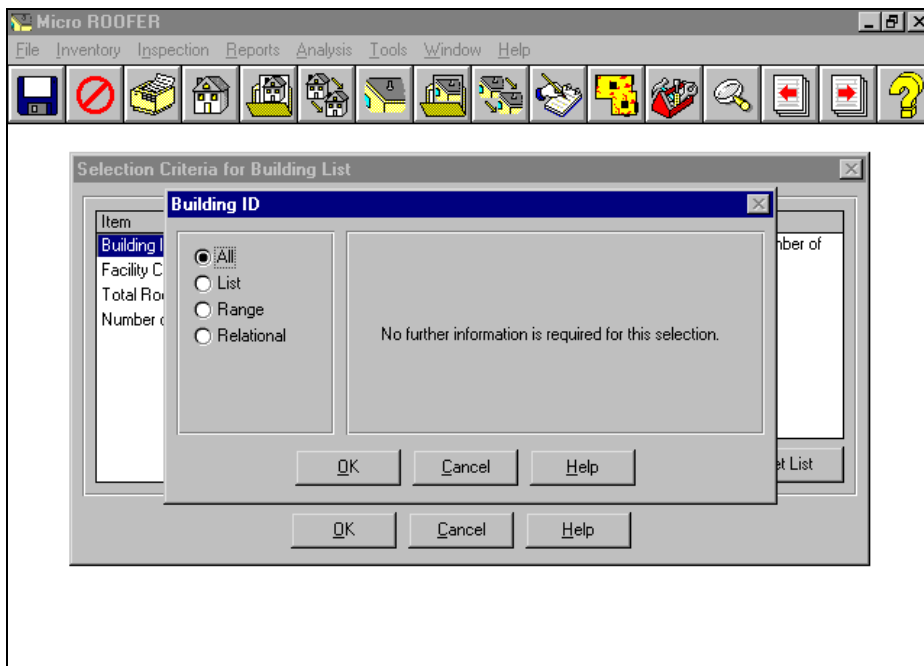 Micro ROOFER
File Inventory Inspection Reports Analysis Tools Window Help
Selection Criteria for Building List
Building ID
Item
Building I
Facility C
Total Roo
Number o
nber of
All
List
Range
Relational
No further information is required for this selection.
OK Cancel Help
et List
OK Cancel Help